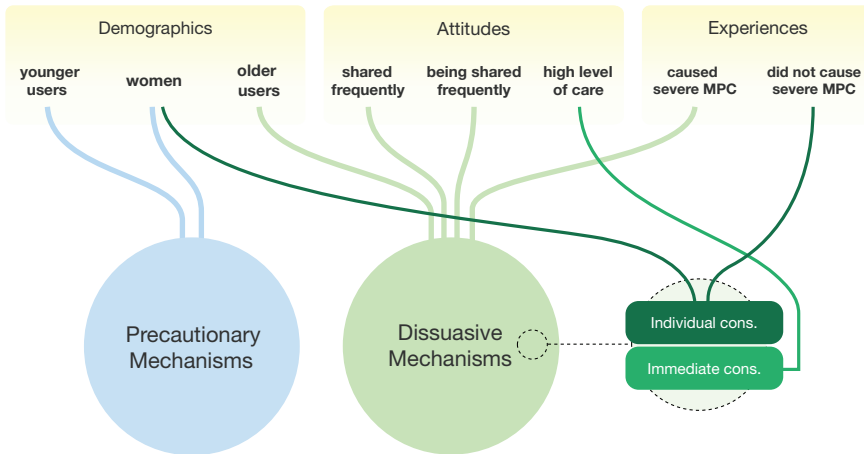 Demographics
Attitudes
Experiences
younger
users
women
older
users
shared
frequently
being shared
frequently
high level
of care
caused
severe MPC
did not cause
severe MPC
Precautionary
Mechanisms
Dissuasive
Mechanisms
Individual cons.
Immediate cons.